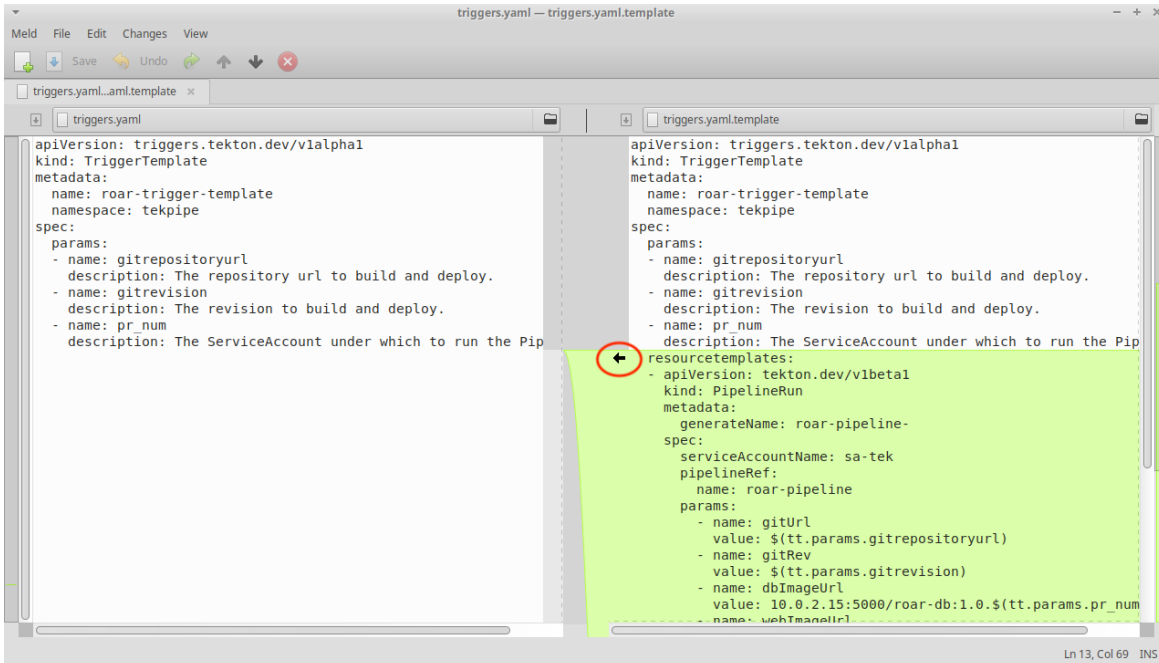 triggers.yaml — triggers.yaml.template
Meld File Edit Changes View
Save Undo
triggers.yaml...aml.template
triggers.yaml
apiVersion: triggers.tekton.dev/v1alpha1
kind: TriggerTemplate
metadata:
  name: roar-trigger-template
  namespace: tekpipe
spec:
  params:
  - name: gitrepositoryurl
    description: The repository url to build and deploy.
  - name: gitrevision
    description: The revision to build and deploy.
  - name: pr_num
    description: The ServiceAccount under which to run the Pip
triggers.yaml.template
apiVersion: triggers.tekton.dev/v1alpha1
kind: TriggerTemplate
metadata:
  name: roar-trigger-template
  namespace: tekpipe
spec:
  params:
  - name: gitrepositoryurl
    description: The repository url to build and deploy.
  - name: gitrevision
    description: The revision to build and deploy.
  - name: pr_num
    description: The ServiceAccount under which to run the Pip
  resourcetemplates:
  - apiVersion: tekton.dev/v1beta1
    kind: PipelineRun
    metadata:
      generateName: roar-pipeline-
    spec:
      serviceAccountName: sa-tek
      pipelineRef:
        name: roar-pipeline
      params:
        - name: gitUrl
          value: $(tt.params.gitrepositoryurl)
        - name: gitRev
          value: $(tt.params.gitrevision)
        - name: dbImageUrl
          value: 10.0.2.15:5000/roar-db:1.0.$(tt.params.pr_num
        - name: webImageUrl
Ln 13, Col 69 INS